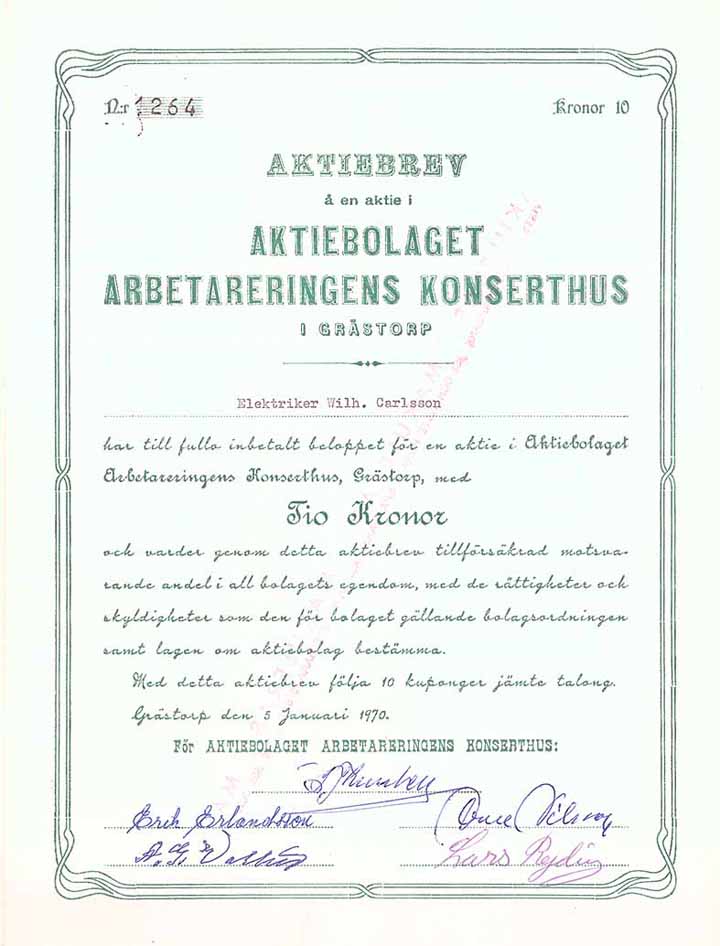 N:r 1264
Kronor 10
AKTIEBREV
å en aktie i
AKTIEBOLAGET
ARBETARERINGENS KONSERTHUS
I GRÄSTORP
Elektriker Wilh. Carlsson
har till fullo inbetalt beloppet för en aktie i Aktiebolaget
Arbetareringens Konserthus, Grästorp, med
Tio Kronor
och varder genom detta aktiebrev tillförsäkrad motsva-
rande andel i all bolagets egendom, med de rättigheter och
skyldigheter som den för bolaget gällande bolagsordningen
samt lagen om aktiebolag bestämma.
Med detta aktiebrev följa 10 kuponger jämte talong.
Grästorp den 5 Januari 1970.
För AKTIEBOLAGET ARBETARERINGENS KONSERTHUS:
Erik Erlandsson
Lars Rydin